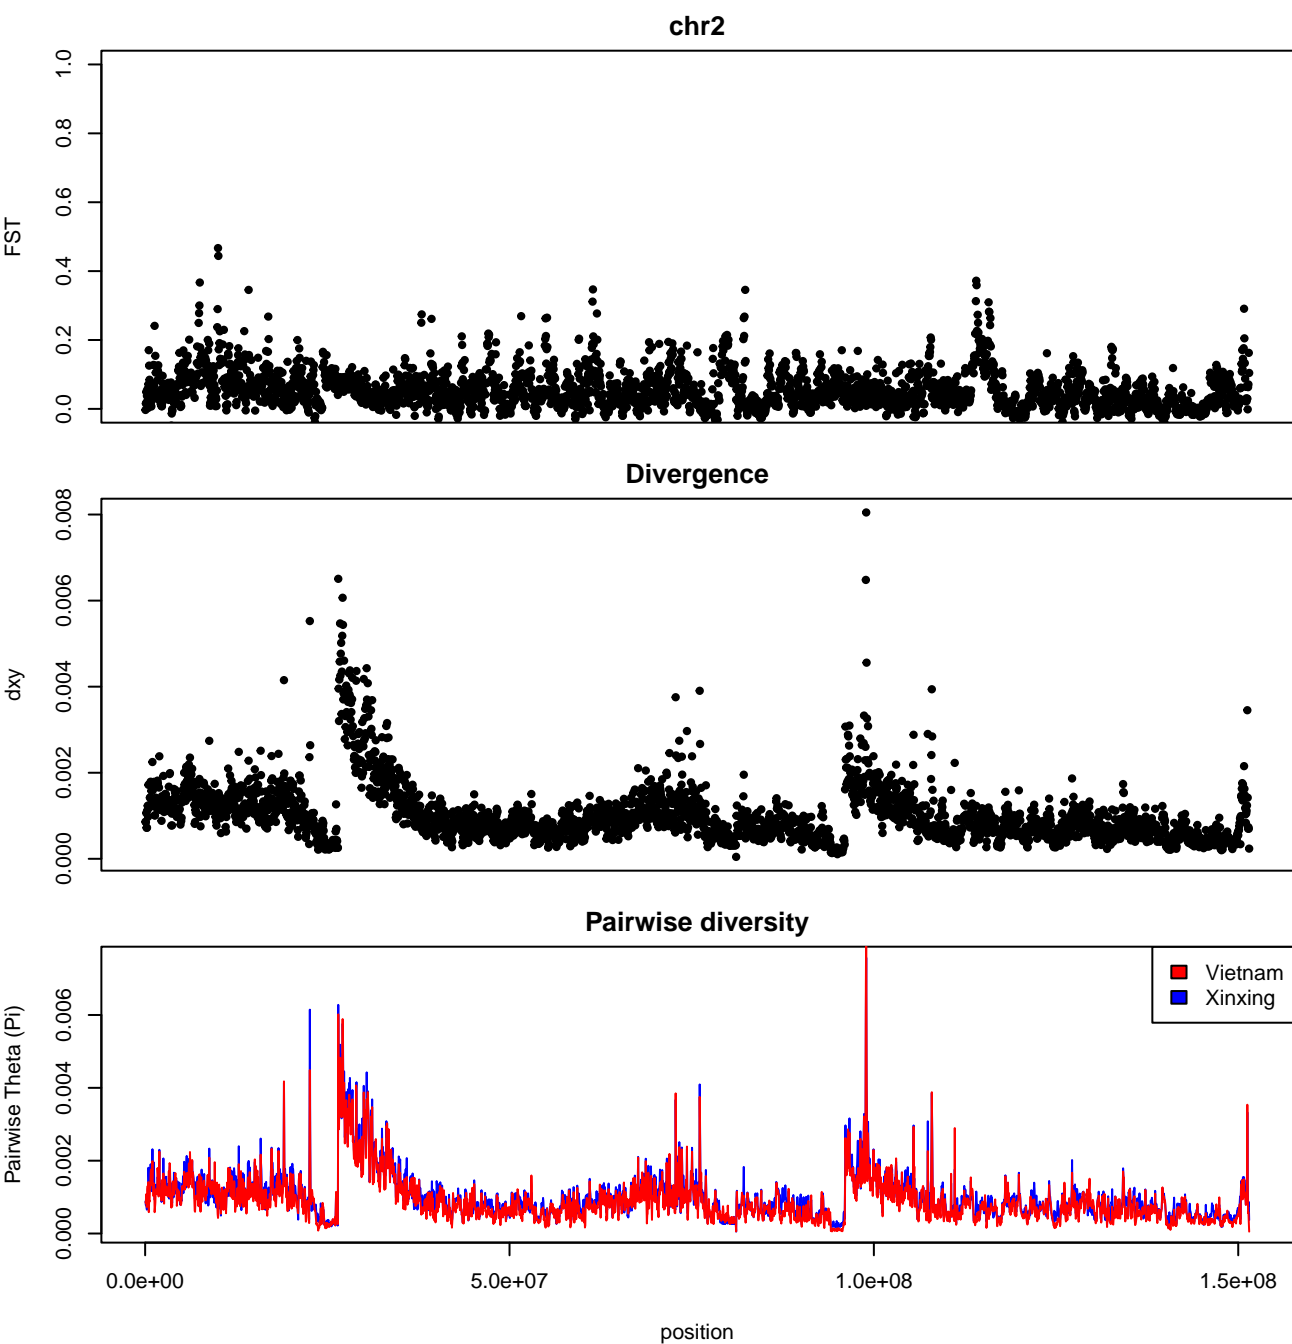 chr2
FST
1.0
0.8
0.6
0.4
0.2
0.0
Divergence
dxy
0.008
0.006
0.004
0.002
0.000
Pairwise diversity
Pairwise Theta (Pi)
0.006
0.004
0.002
0.000
Vietnam
Xinxing
0.0e+00 5.0e+07 1.0e+08 1.5e+08
position